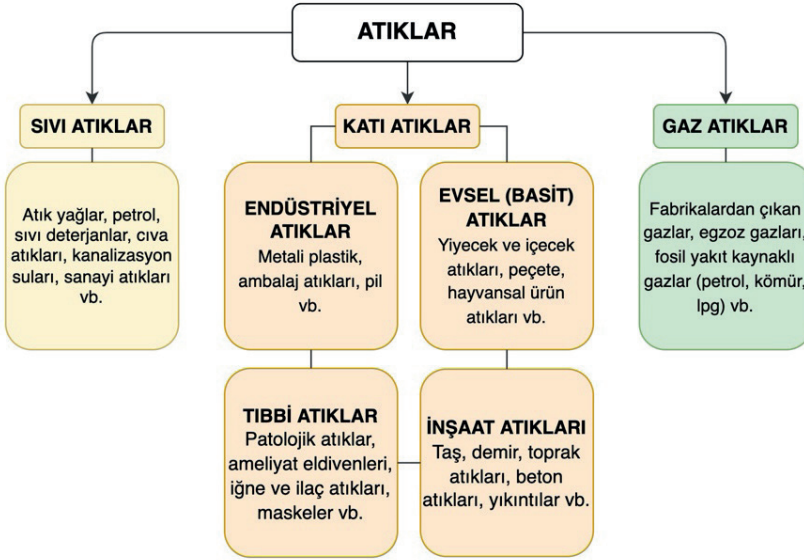 ATIKLAR
SIVI ATIKLAR
Atık yağlar, petrol,
sıvı deterjanlar, cıva
atıkları, kanalizasyon
suları, sanayi atıkları
vb.
KATI ATIKLAR
ENDÜSTRİYEL
ATIKLAR
Metali plastik,
ambalaj atıkları, pil
vb.
EVSEL (BASİT)
ATIKLAR
Yiyecek ve içecek
atıkları, peçete,
hayvansal ürün
atıkları vb.
TIBBİ ATIKLAR
Patolojik atıklar,
ameliyat eldivenleri,
iğne ve ilaç atıkları,
maskeler vb.
İNŞAAT ATIKLARI
Taş, demir, toprak
atıkları, beton
atıkları, yıkıntılar vb.
GAZ ATIKLAR
Fabrikalardan çıkan
gazlar, egzoz gazları,
fosil yakıt kaynaklı
gazlar (petrol, kömür,
lpg) vb.